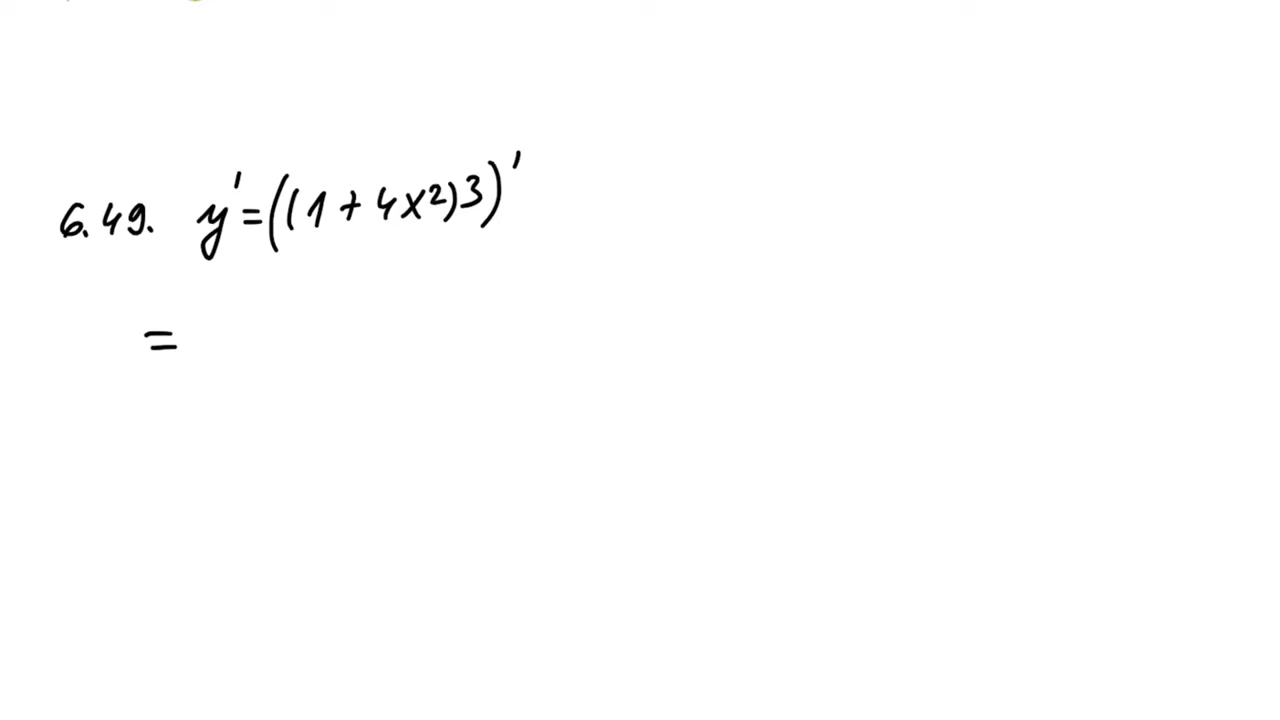 6.49. y' = ((1 + 4x²)3)'
=